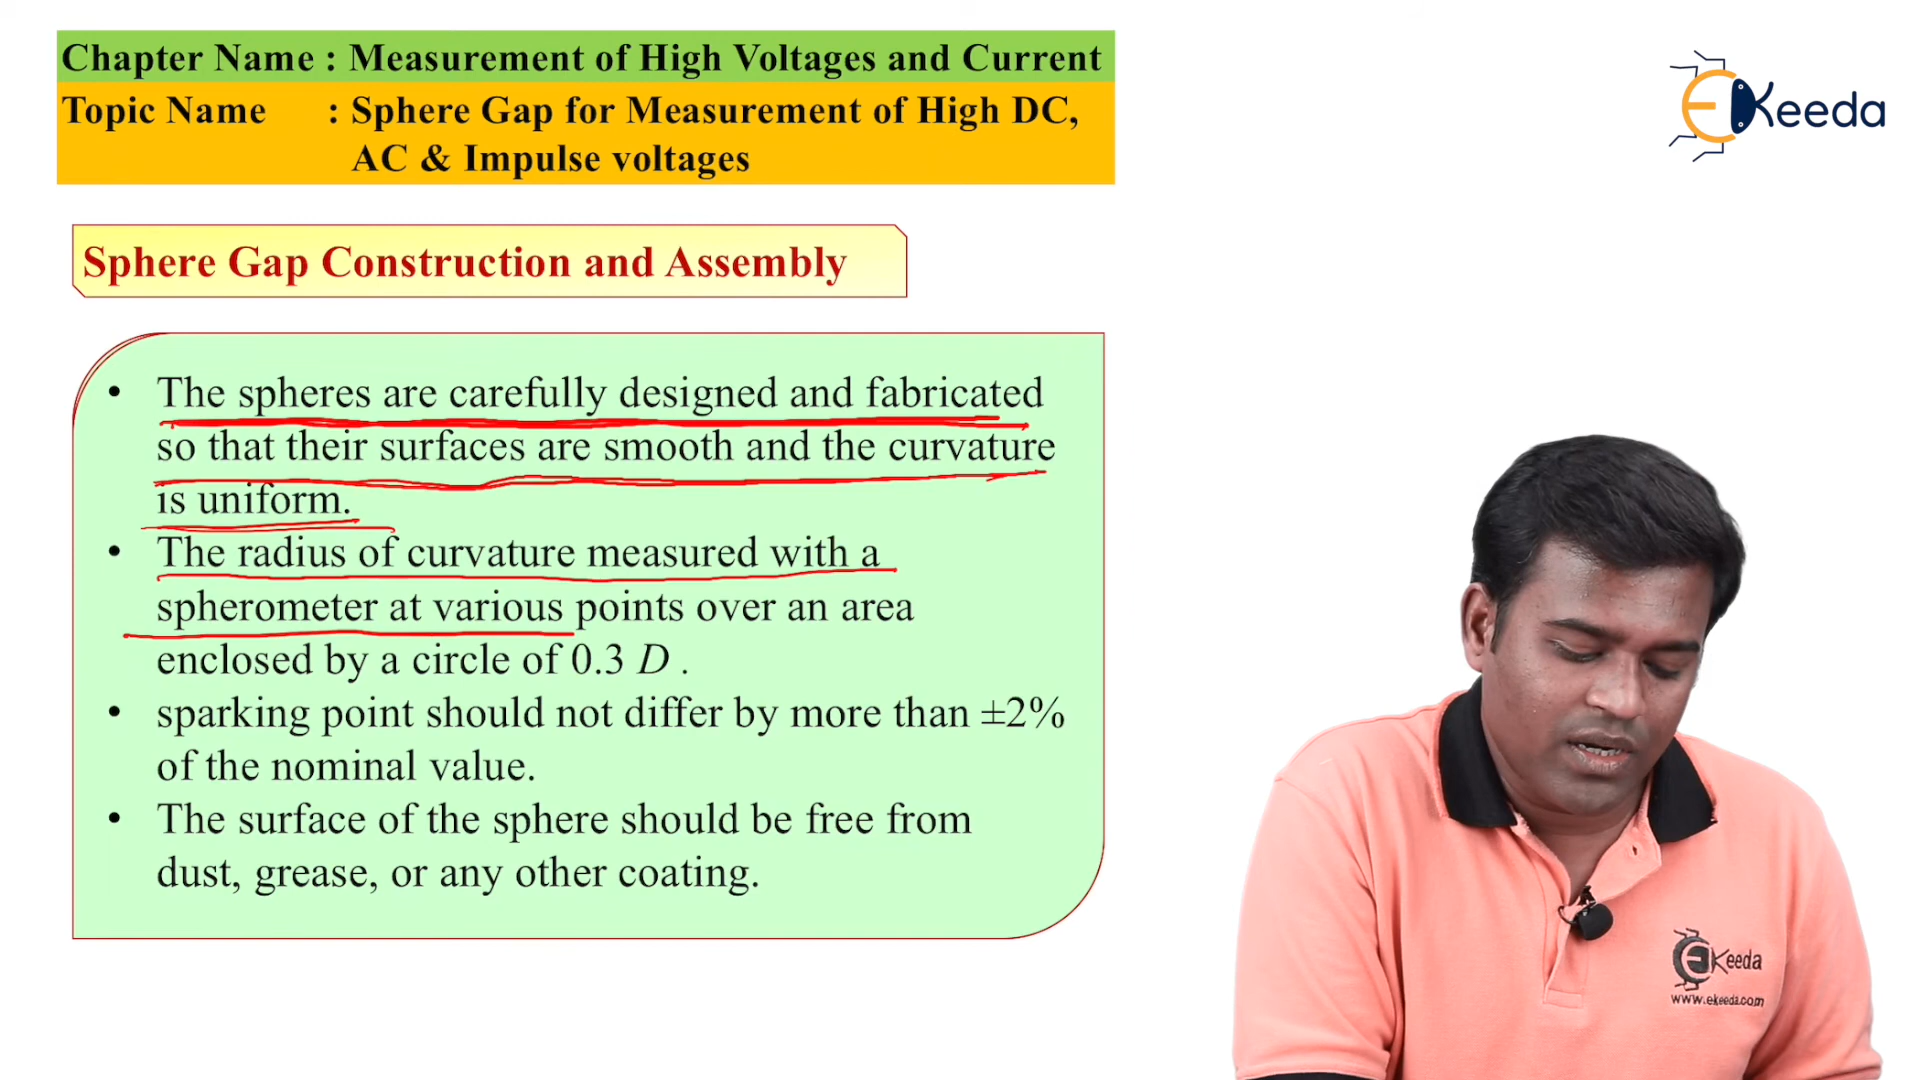 Chapter Name : Measurement of High Voltages and Current
Topic Name : Sphere Gap for Measurement of High DC,
AC & Impulse voltages
EKeeda
Sphere Gap Construction and Assembly
• The spheres are carefully designed and fabricated
so that their surfaces are smooth and the curvature
is uniform.
• The radius of curvature measured with a
spherometer at various points over an area
enclosed by a circle of 0.3 D .
• sparking point should not differ by more than ±2%
of the nominal value.
• The surface of the sphere should be free from
dust, grease, or any other coating.
EKeeda
www.ekeeda.com